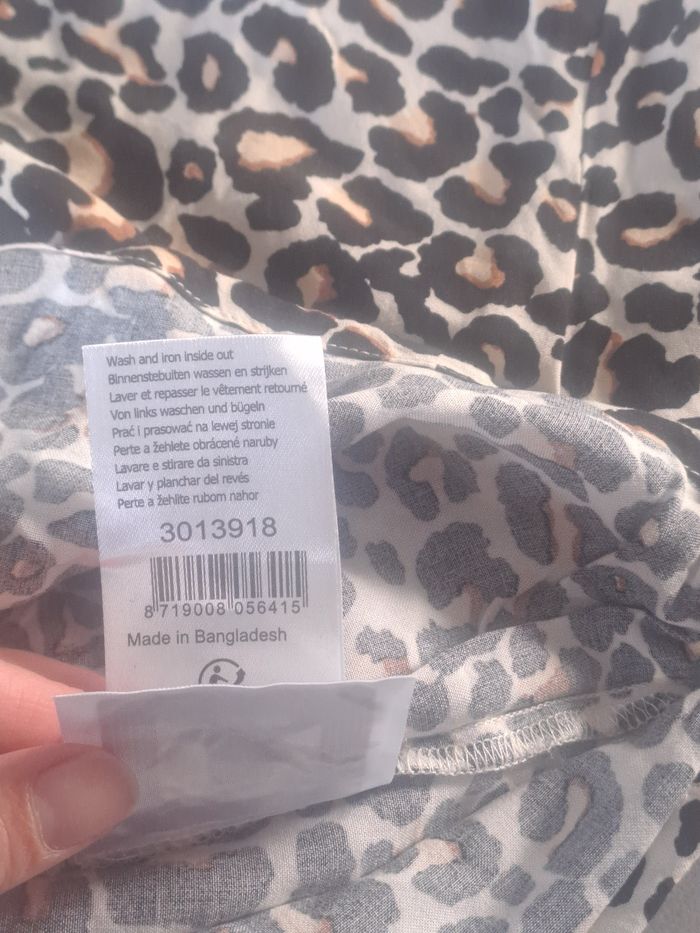 Wash and iron inside out
Binnenstebuiten wassen en strijken
Laver et repasser le vêtement retourné
Von links waschen und bügeln
Prać i prasować na lewej stronie
Perte a žehlete obrácené naruby
Lavare e stirare da sinistra
Lavar y planchar del revés
Perte a žehlite rubom nahor
3013918
8 719008 056415
Made in Bangladesh